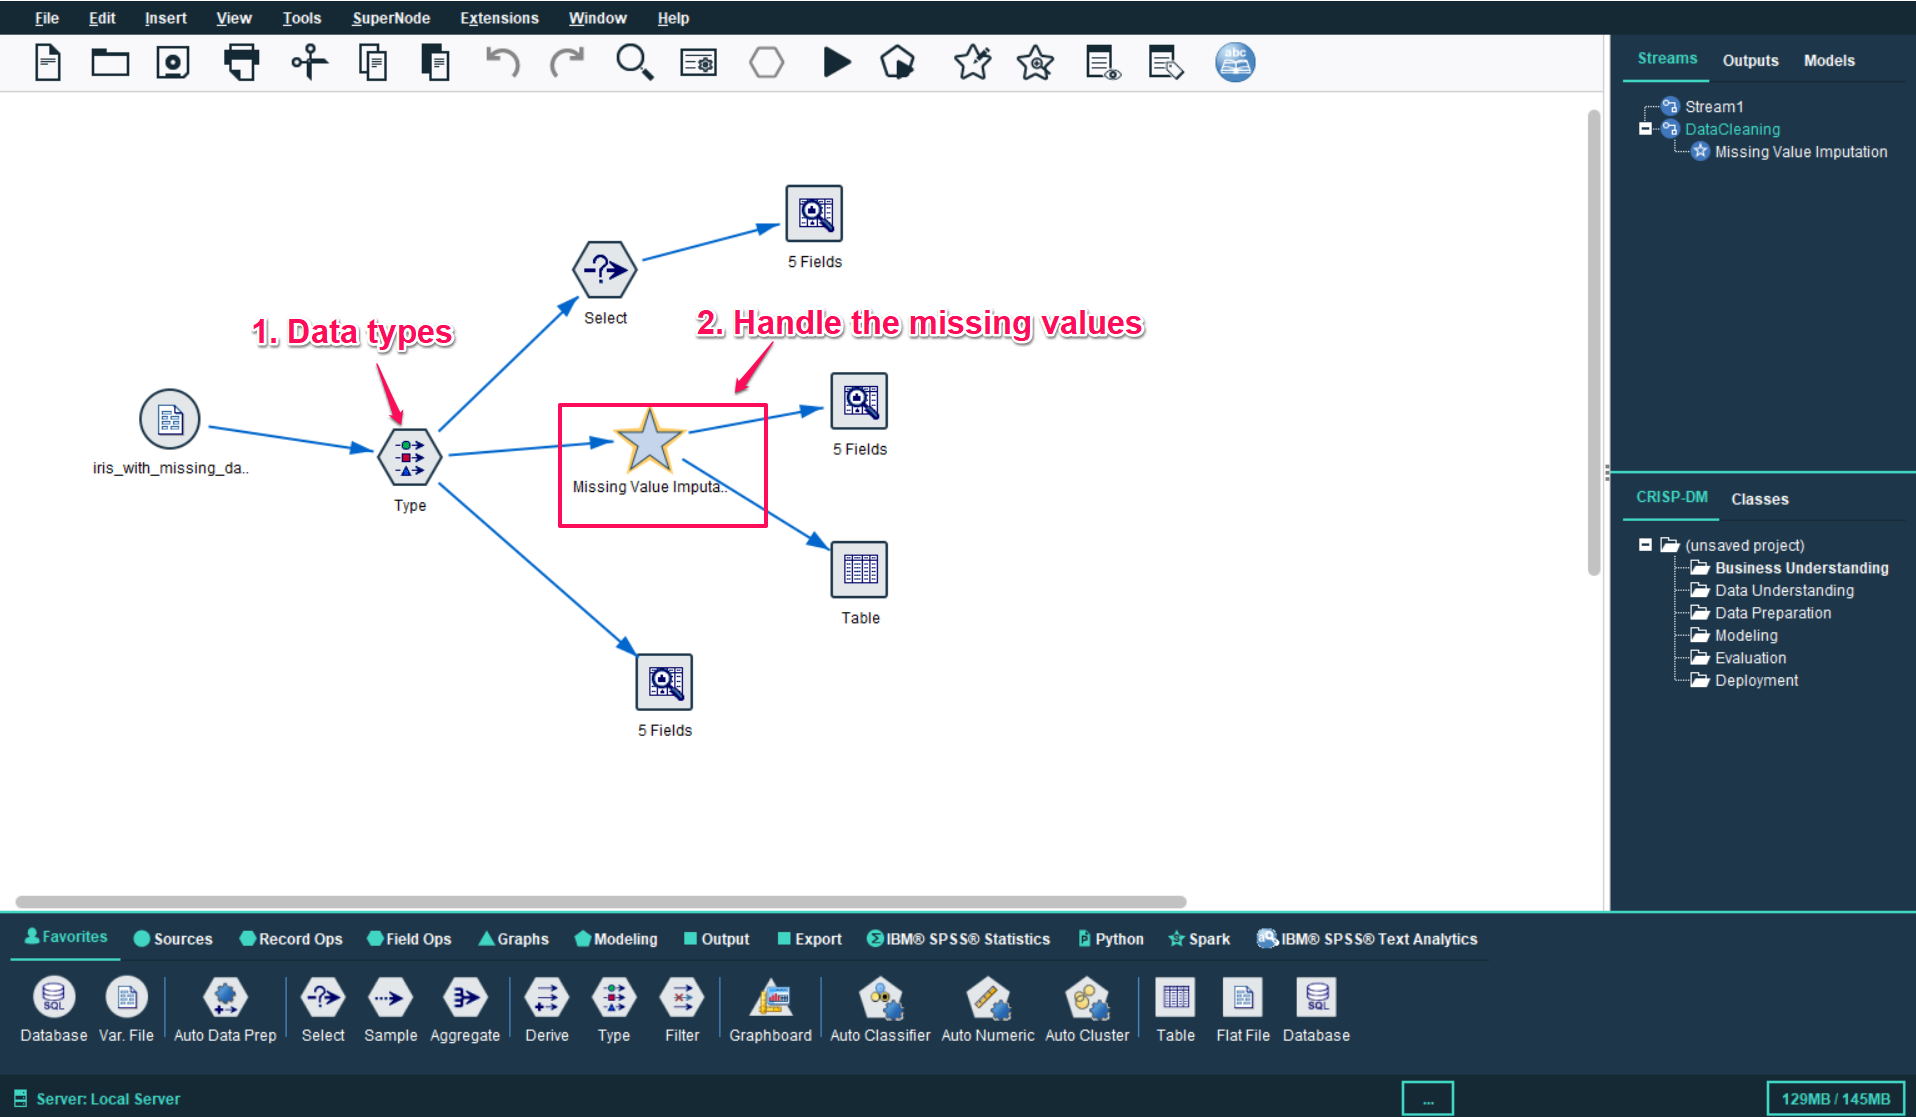 File Edit Insert View Tools SuperNode Extensions Window Help
abc
Streams Outputs Models
Stream1
DataCleaning
Missing Value Imputation
5 Fields
Select
1. Data types
2. Handle the missing values
iris_with_missing_da..
Type
Missing Value Imputa..
5 Fields
Table
5 Fields
CRISP-DM Classes
(unsaved project)
Business Understanding
Data Understanding
Data Preparation
Modeling
Evaluation
Deployment
Favorites Sources Record Ops Field Ops Graphs Modeling Output Export IBM® SPSS® Statistics Python Spark IBM® SPSS® Text Analytics
SQL SQL
Database Var. File Auto Data Prep Select Sample Aggregate Derive Type Filter Graphboard Auto Classifier Auto Numeric Auto Cluster Table Flat File Database
Server: Local Server ... 129MB / 145MB